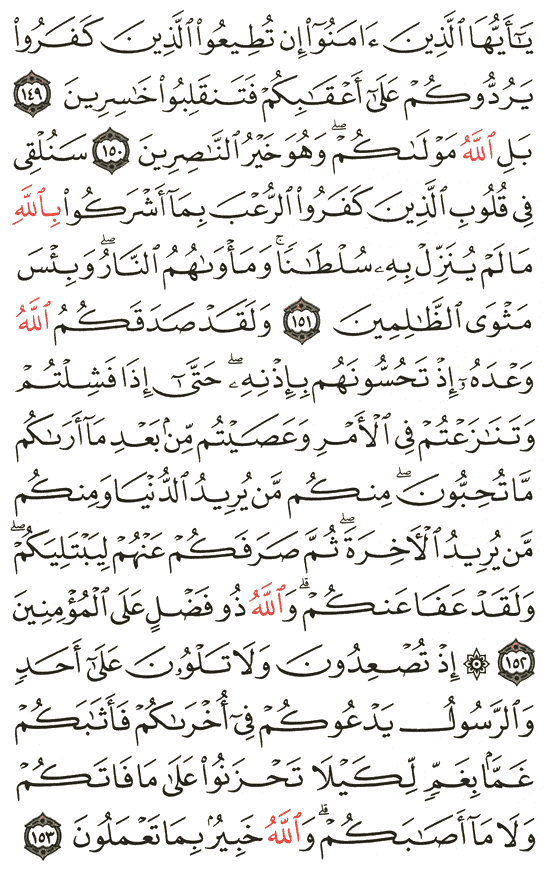 يَٰٓأَيُّهَا ٱلَّذِينَ ءَامَنُوٓا۟ إِن تُطِيعُوا۟ ٱلَّذِينَ كَفَرُوا۟
يَرُدُّوكُمْ عَلَىٰٓ أَعْقَٰبِكُمْ فَتَنقَلِبُوا۟ خَٰسِرِينَ ١٤٩
بَلِ ٱللَّهُ مَوْلَىٰكُمْ ۖ وَهُوَ خَيْرُ ٱلنَّٰصِرِينَ ١٥٠ سَنُلْقِى
فِى قُلُوبِ ٱلَّذِينَ كَفَرُوا۟ ٱلرُّعْبَ بِمَآ أَشْرَكُوا۟ بِٱللَّهِ
مَا لَمْ يُنَزِّلْ بِهِۦ سُلْطَٰنًا ۖ وَمَأْوَىٰهُمُ ٱلنَّارُ ۖ وَبِئْسَ
مَثْوَى ٱلظَّٰلِمِينَ ١٥١ وَلَقَدْ صَدَقَكُمُ ٱللَّهُ
وَعْدَهُۥٓ إِذْ تَحُسُّونَهُم بِإِذْنِهِۦ ۖ حَتَّىٰٓ إِذَا فَشِلْتُمْ
وَتَنَٰزَعْتُمْ فِى ٱلْأَمْرِ وَعَصَيْتُم مِّنۢ بَعْدِ مَآ أَرَىٰكُم
مَّا تُحِبُّونَ ۖ مِنكُم مَّن يُرِيدُ ٱلدُّنْيَا وَمِنكُم
مَّن يُرِيدُ ٱلْءَاخِرَةَ ۖ ثُمَّ صَرَفَكُمْ عَنْهُمْ لِيَبْتَلِيَكُمْ ۖ
وَلَقَدْ عَفَا عَنكُمْ ۗ وَٱللَّهُ ذُو فَضْلٍ عَلَى ٱلْمُؤْمِنِينَ
١٥٢ ۞ إِذْ تُصْعِدُونَ وَلَا تَلْوُۥنَ عَلَىٰٓ أَحَدٍ
وَٱلرَّسُولُ يَدْعُوكُمْ فِىٓ أُخْرَىٰكُمْ فَأَثَٰبَكُمْ
غَمًّۢا بِغَمٍّ لِّكَيْلَا تَحْزَنُوا۟ عَلَىٰ مَا فَاتَكُمْ
وَلَا مَآ أَصَٰبَكُمْ ۗ وَٱللَّهُ خَبِيرٌۢ بِمَا تَعْمَلُونَ ١٥٣